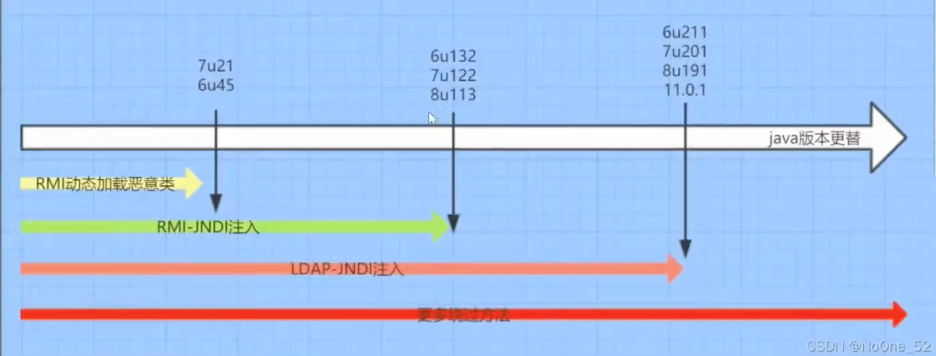 7u21
6u45
6u132
7u122
8u113
6u211
7u201
8u191
11.0.1
java版本更替
RMI动态加载恶意类
RMI-JNDI注入
LDAP-JNDI注入
更多绕过方法
CSDN @NoOne_52